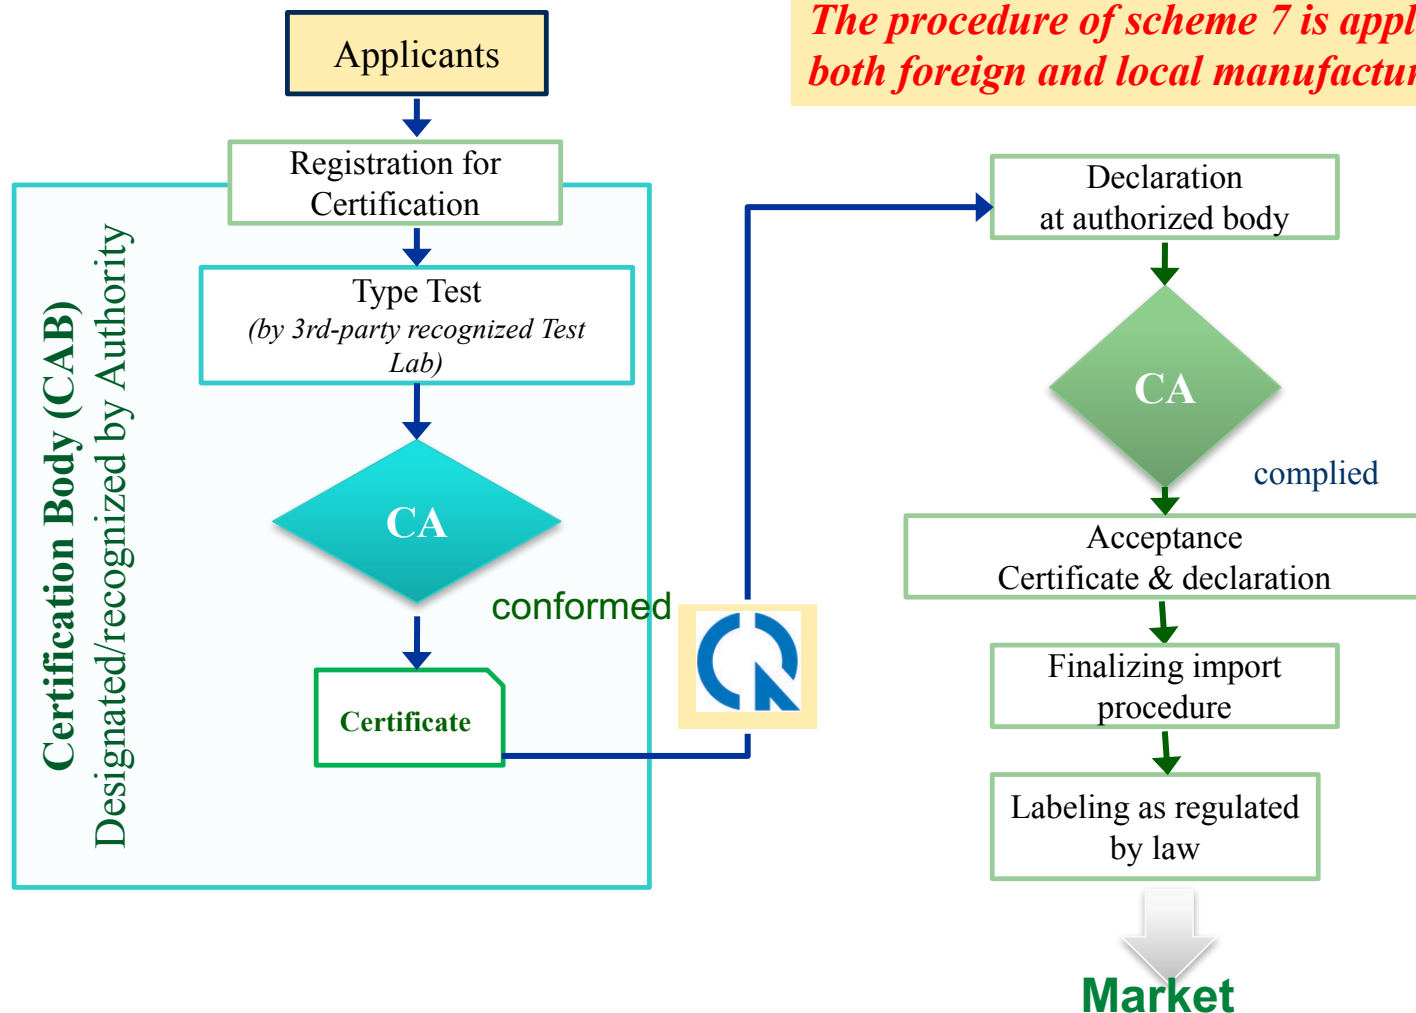 Applicants
Registration for
Certification
Type Test
(by 3rd-party recognized Test
Lab)
CA
conformed
Certificate
Certification Body (CAB)
Designated/recognized by Authority
The procedure of scheme 7 is appl
both foreign and local manufactur
Declaration
at authorized body
CA
complied
Acceptance
Certificate & declaration
Finalizing import
procedure
Labeling as regulated
by law
Market